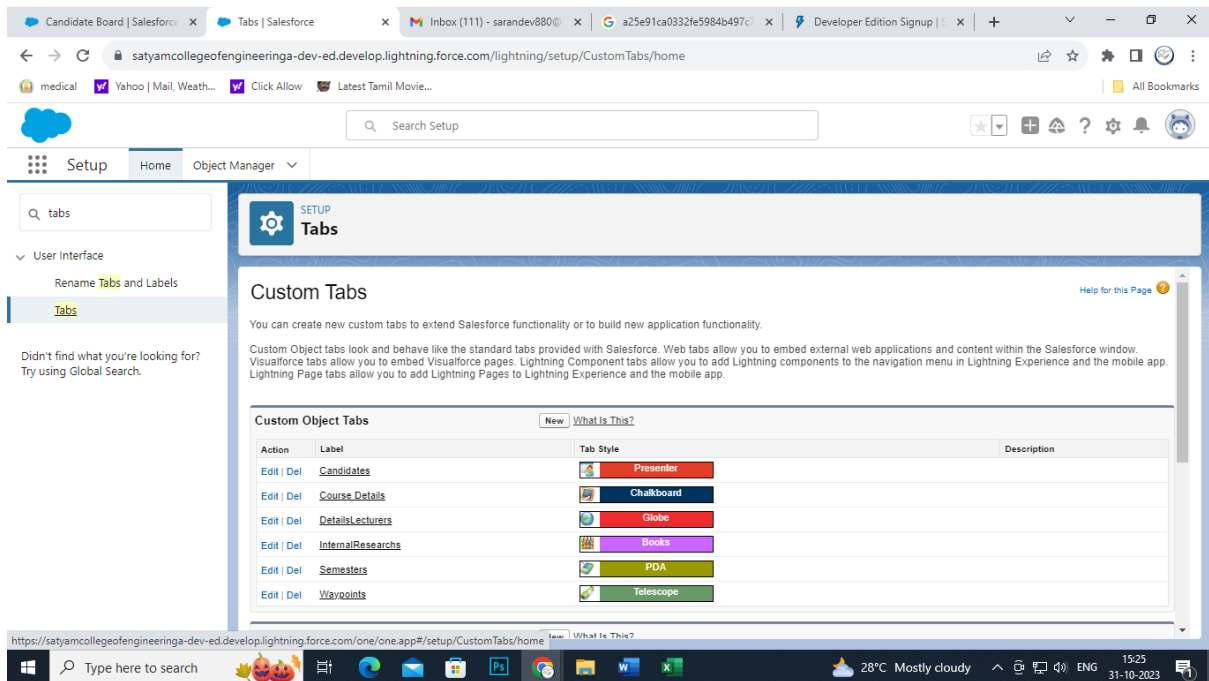 Candidate Board | Salesforce
Tabs | Salesforce
Inbox (111) - sarandev880@
a25e91ca0332fe5984b497c
Developer Edition Signup |
satyamcollegeofengineeringa-dev-ed.develop.lightning.force.com/lightning/setup/CustomTabs/home
medical Yahoo | Mail, Weath... Click Allow Latest Tamil Movie... All Bookmarks
Search Setup
Setup Home Object Manager
tabs
User Interface
Rename Tabs and Labels
Tabs
Didn't find what you're looking for?
Try using Global Search.
SETUP
Tabs
Custom Tabs
Help for this Page
You can create new custom tabs to extend Salesforce functionality or to build new application functionality.
Custom Object tabs look and behave like the standard tabs provided with Salesforce. Web tabs allow you to embed external web applications and content within the Salesforce window.
Visualforce tabs allow you to embed Visualforce pages. Lightning Component tabs allow you to add Lightning components to the navigation menu in Lightning Experience and the mobile app.
Lightning Page tabs allow you to add Lightning Pages to Lightning Experience and the mobile app.
Custom Object Tabs New What Is This?
Action Label Tab Style Description
Edit | Del Candidates Presenter
Edit | Del Course Details Chalkboard
Edit | Del DetailsLecturers Globe
Edit | Del InternalResearchs Books
Edit | Del Semesters PDA
Edit | Del Waypoints Telescope
New What Is This?
https://satyamcollegeofengineeringa-dev-ed.develop.lightning.force.com/one/one.app#/setup/CustomTabs/home
Type here to search
Ps
28°C Mostly cloudy
ENG
15:25
31-10-2023
1